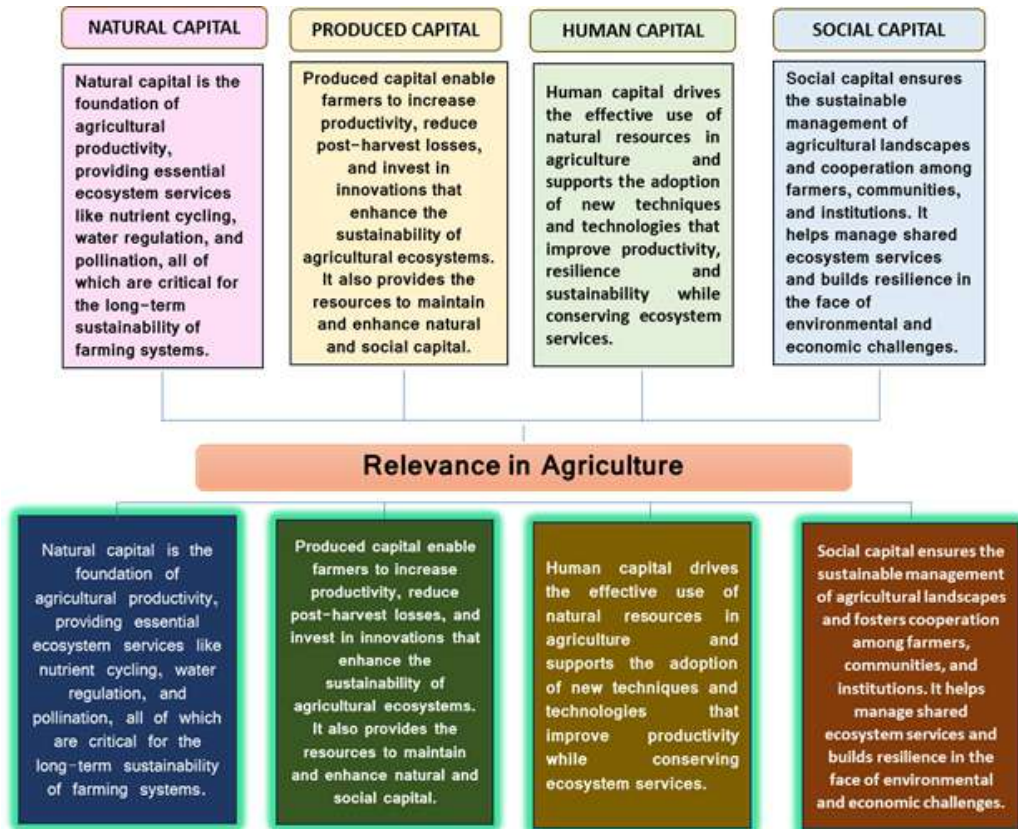 NATURAL CAPITAL
Natural capital is the
foundation of
agricultural
productivity,
providing essential
ecosystem services
like nutrient cycling,
water regulation, and
pollination, all of
which are critical for
the long-term
sustainability of
farming systems.
PRODUCED CAPITAL
Produced capital enable
farmers to increase
productivity, reduce
post-harvest losses,
and invest in
innovations that
enhance the
sustainability of
agricultural ecosystems.
It also provides the
resources to maintain
and enhance natural
and social capital.
HUMAN CAPITAL
Human capital drives
the effective use of
natural resources in
agriculture and
supports the adoption
of new techniques
and technologies that
improve productivity,
resilience and
sustainability while
conserving ecosystem
services.
SOCIAL CAPITAL
Social capital ensures
the sustainable
management of
agricultural landscapes
and cooperation among
farmers, communities,
and institutions. It
helps manage shared
ecosystem services
and builds resilience in
the face of
environmental and
economic challenges.
Relevance in Agriculture
Natural capital is the
foundation of
agricultural productivity,
providing essential
ecosystem services like
nutrient cycling, water
regulation, and
pollination, all of which
are critical for the
long-term sustainability
of farming systems.
Produced capital enable
farmers to increase
productivity, reduce
post-harvest losses, and
invest in innovations that
enhance the
sustainability of
agricultural ecosystems.
It also provides the
resources to maintain
and enhance natural and
social capital.
Human capital drives
the effective use of
natural resources in
agriculture and
supports the adoption
of new techniques and
technologies that
improve productivity
while conserving
ecosystem services.
Social capital ensures the
sustainable management
of agricultural landscapes
and fosters cooperation
among farmers,
communities, and
institutions. It helps
manage shared
ecosystem services and
builds resilience in the
face of environmental
and economic challenges.